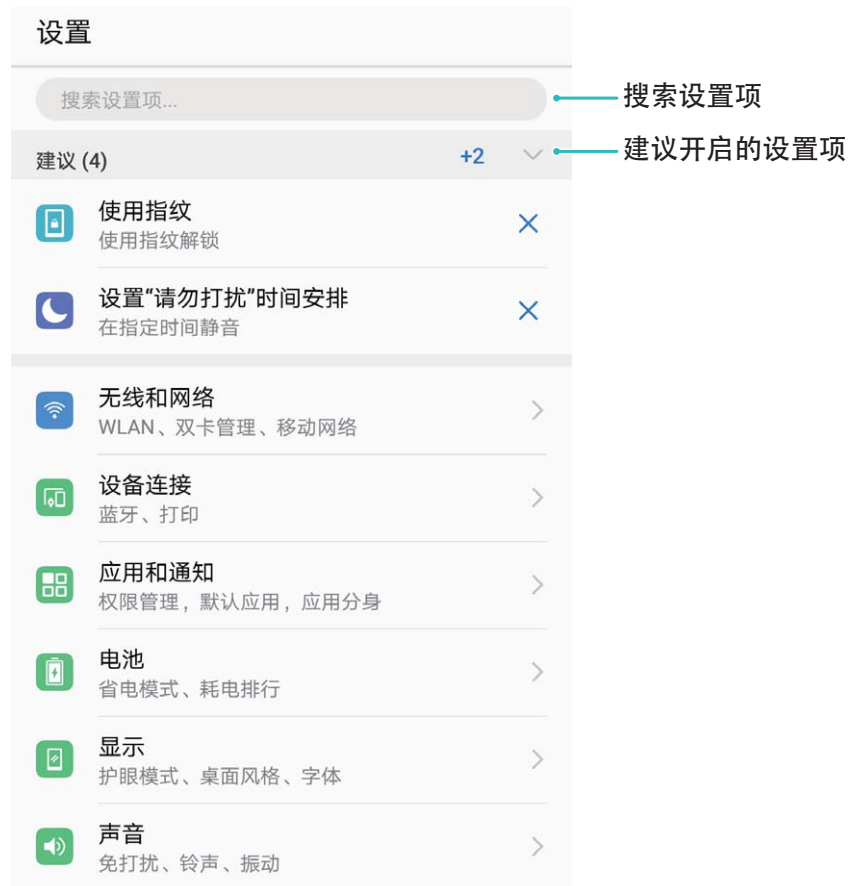 设置
搜索设置项...
搜索设置项
建议 (4)
+2
建议开启的设置项
使用指纹
使用指纹解锁
设置“请勿打扰”时间安排
在指定时间静音
无线和网络
WLAN、双卡管理、移动网络
设备连接
蓝牙、打印
应用和通知
权限管理，默认应用，应用分身
电池
省电模式、耗电排行
显示
护眼模式、桌面风格、字体
声音
免打扰、铃声、振动